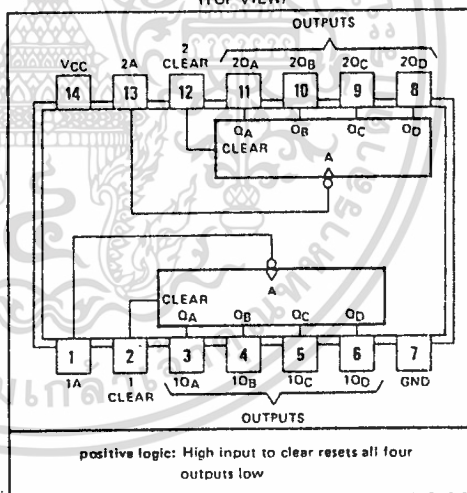 (TOP VIEW)
OUTPUTS
VCC 2A 2 CLEAR 2QA 2QB 2QC 2QD
14 13 12 11 10 9 8
QA QB QC QD
CLEAR
A
A
CLEAR
QA QB QC QD
1 2 3 4 5 6 7
1A 1 CLEAR 1QA 1QB 1QC 1QD GND
OUTPUTS
positive logic: High input to clear resets all four
outputs low